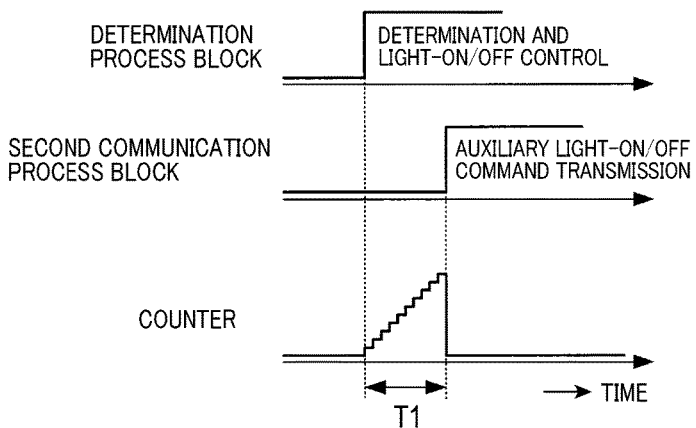 DETERMINATION
PROCESS BLOCK
DETERMINATION AND
LIGHT-ON/OFF CONTROL
SECOND COMMUNICATION
PROCESS BLOCK
AUXILIARY LIGHT-ON/OFF
COMMAND TRANSMISSION
COUNTER
TIME
T1